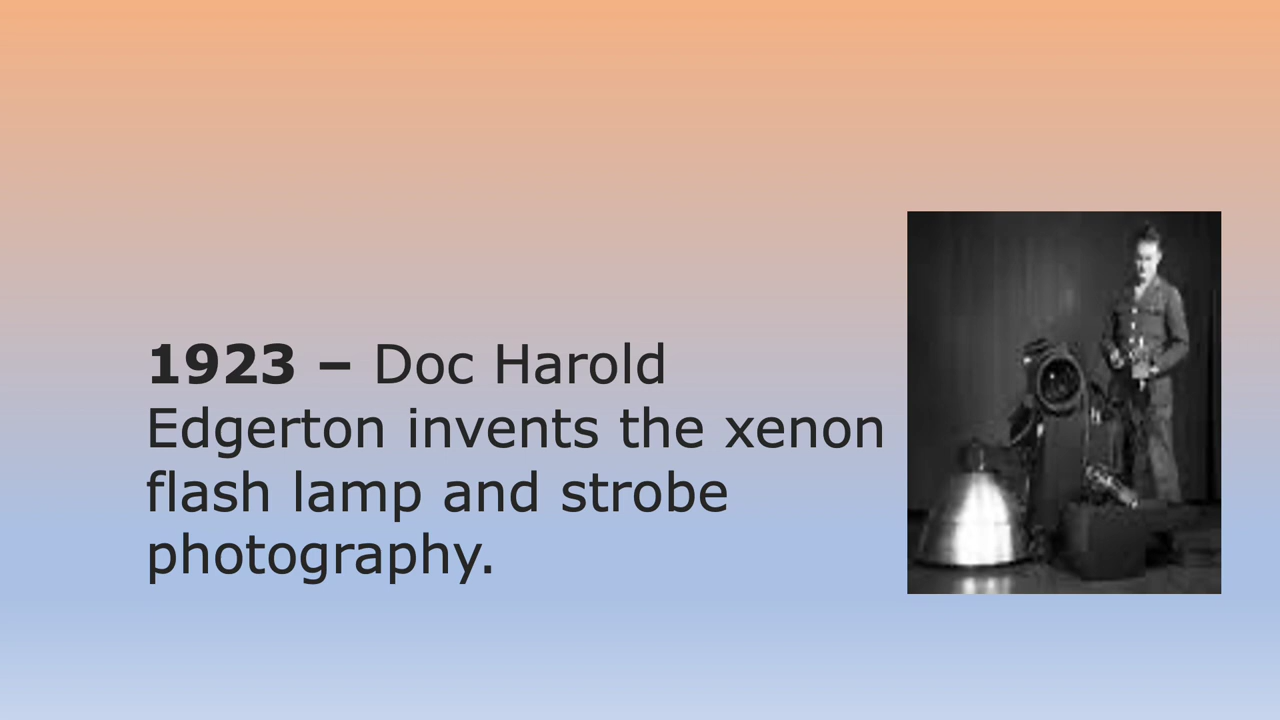 1923 – Doc Harold
Edgerton invents the xenon
flash lamp and strobe
photography.